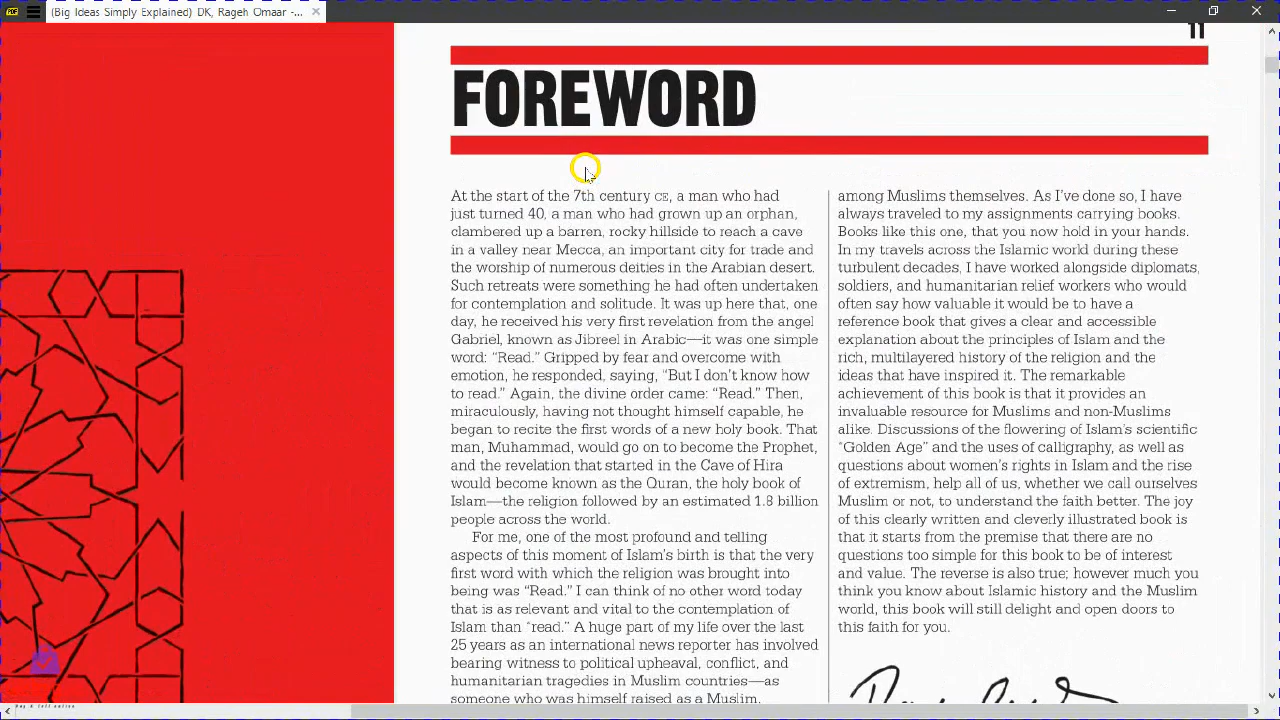 (Big Ideas Simply Explained) DK, Rageh Omaar -...
11
FOREWORD
At the start of the 7th century CE, a man who had
just turned 40, a man who had grown up an orphan,
clambered up a barren, rocky hillside to reach a cave
in a valley near Mecca, an important city for trade and
the worship of numerous deities in the Arabian desert.
Such retreats were something he had often undertaken
for contemplation and solitude. It was up here that, one
day, he received his very first revelation from the angel
Gabriel, known as Jibreel in Arabic—it was one simple
word: “Read.” Gripped by fear and overcome with
emotion, he responded, saying, “But I don’t know how
to read.” Again, the divine order came: “Read.” Then,
miraculously, having not thought himself capable, he
began to recite the first words of a new holy book. That
man, Muhammad, would go on to become the Prophet,
and the revelation that started in the Cave of Hira
would become known as the Quran, the holy book of
Islam—the religion followed by an estimated 1.8 billion
people across the world.
For me, one of the most profound and telling
aspects of this moment of Islam’s birth is that the very
first word with which the religion was brought into
being was “Read.” I can think of no other word today
that is as relevant and vital to the contemplation of
Islam than “read.” A huge part of my life over the last
25 years as an international news reporter has involved
bearing witness to political upheaval, conflict, and
humanitarian tragedies in Muslim countries—as
someone who was himself raised as a Muslim.
among Muslims themselves. As I’ve done so, I have
always traveled to my assignments carrying books.
Books like this one, that you now hold in your hands.
In my travels across the Islamic world during these
turbulent decades, I have worked alongside diplomats,
soldiers, and humanitarian relief workers who would
often say how valuable it would be to have a
reference book that gives a clear and accessible
explanation about the principles of Islam and the
rich, multilayered history of the religion and the
ideas that have inspired it. The remarkable
achievement of this book is that it provides an
invaluable resource for Muslims and non-Muslims
alike. Discussions of the flowering of Islam’s scientific
“Golden Age” and the uses of calligraphy, as well as
questions about women’s rights in Islam and the rise
of extremism, help all of us, whether we call ourselves
Muslim or not, to understand the faith better. The joy
of this clearly written and cleverly illustrated book is
that it starts from the premise that there are no
questions too simple for this book to be of interest
and value. The reverse is also true; however much you
think you know about Islamic history and the Muslim
world, this book will still delight and open doors to
this faith for you.